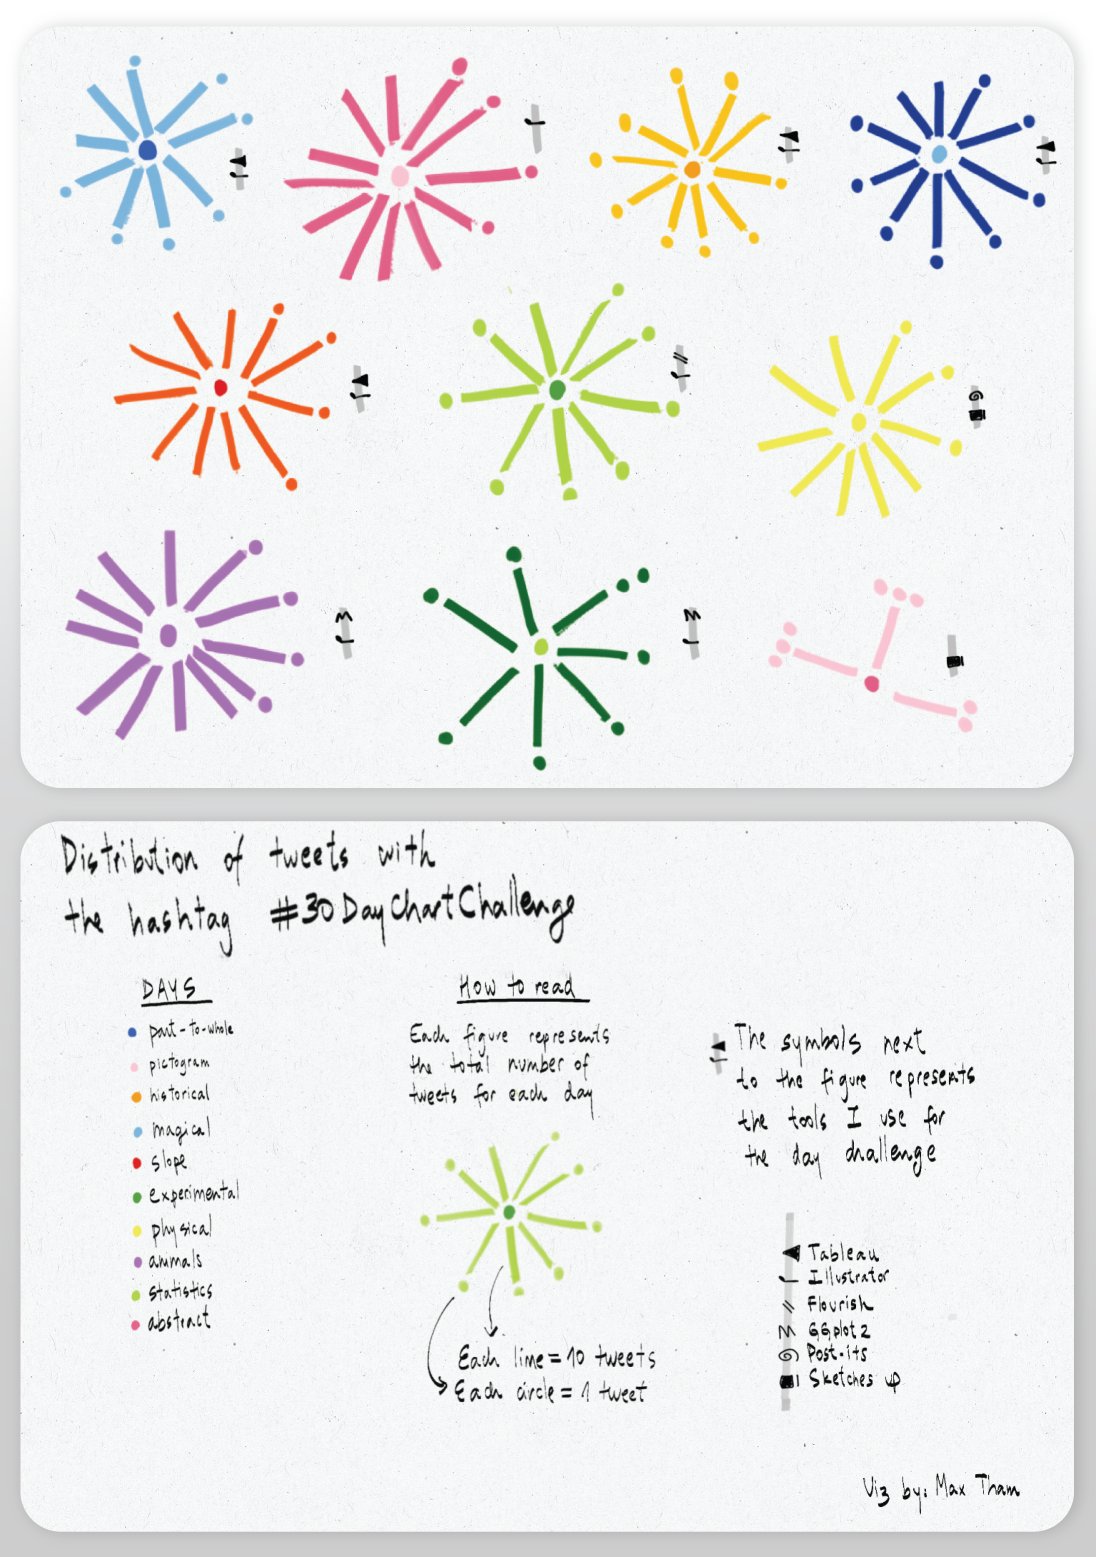 Distribution of tweets with
the hashtag #30DayChartChallenge
DAYS
part-to-whole
pictogram
historical
magical
slope
experimental
physical
animals
statistics
abstract
How to read
Each figure represents
the total number of
tweets for each day
Each line = 10 tweets
Each circle = 1 tweet
The symbols next
to the figure represents
the tools I use for
the day challenge
Tableau
Illustrator
Flourish
GGplot2
Post-its
Sketches up
Viz by: Max Tham